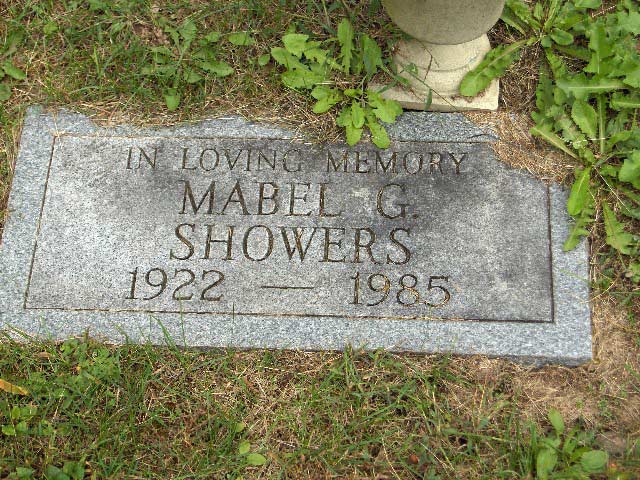 IN LOVING MEMORY
MABEL G.
SHOWERS
1922 — 1985